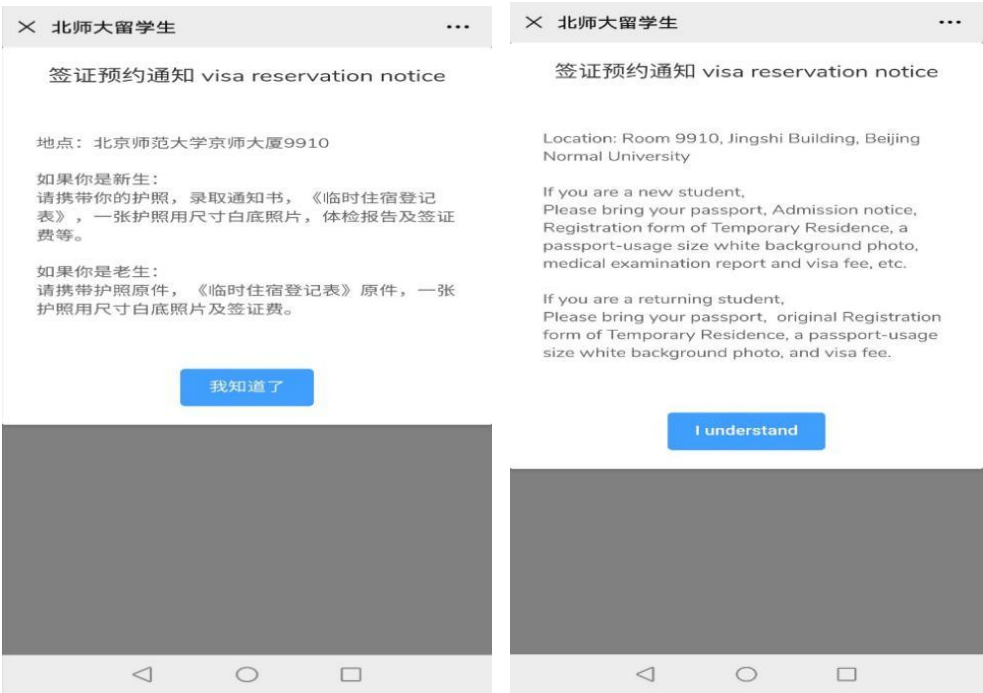 北师大留学生
签证预约通知 visa reservation notice
地点：北京师范大学京师大厦9910
如果你是新生：
请携带你的护照，录取通知书，《临时住宿登记
表》，一张护照用尺寸白底照片，体检报告及签证
费等。
如果你是老生：
请携带护照原件，《临时住宿登记表》原件，一张
护照用尺寸白底照片及签证费。
我知道了
北师大留学生
签证预约通知 visa reservation notice
Location: Room 9910, Jingshi Building, Beijing
Normal University
If you are a new student,
Please bring your passport, Admission notice,
Registration form of Temporary Residence, a
passport-usage size white background photo,
medical examination report and visa fee, etc.
If you are a returning student,
Please bring your passport, original Registration
form of Temporary Residence, a passport-usage
size white background photo, and visa fee.
I understand